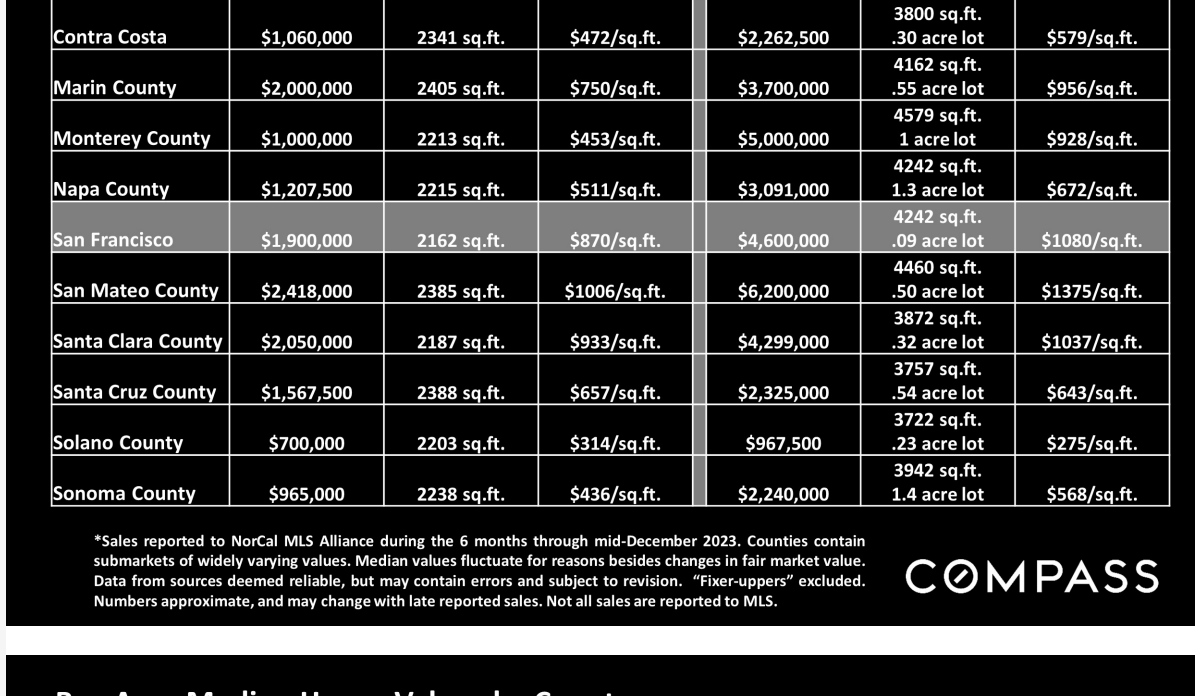 3800 sq.ft.
Contra Costa $1,060,000 2341 sq.ft. $472/sq.ft. $2,262,500 .30 acre lot $579/sq.ft.
4162 sq.ft.
Marin County $2,000,000 2405 sq.ft. $750/sq.ft. $3,700,000 .55 acre lot $956/sq.ft.
4579 sq.ft.
Monterey County $1,000,000 2213 sq.ft. $453/sq.ft. $5,000,000 1 acre lot $928/sq.ft.
4242 sq.ft.
Napa County $1,207,500 2215 sq.ft. $511/sq.ft. $3,091,000 1.3 acre lot $672/sq.ft.
4242 sq.ft.
San Francisco $1,900,000 2162 sq.ft. $870/sq.ft. $4,600,000 .09 acre lot $1080/sq.ft.
4460 sq.ft.
San Mateo County $2,418,000 2385 sq.ft. $1006/sq.ft. $6,200,000 .50 acre lot $1375/sq.ft.
3872 sq.ft.
Santa Clara County $2,050,000 2187 sq.ft. $933/sq.ft. $4,299,000 .32 acre lot $1037/sq.ft.
3757 sq.ft.
Santa Cruz County $1,567,500 2388 sq.ft. $657/sq.ft. $2,325,000 .54 acre lot $643/sq.ft.
3722 sq.ft.
Solano County $700,000 2203 sq.ft. $314/sq.ft. $967,500 .23 acre lot $275/sq.ft.
3942 sq.ft.
Sonoma County $965,000 2238 sq.ft. $436/sq.ft. $2,240,000 1.4 acre lot $568/sq.ft.
*Sales reported to NorCal MLS Alliance during the 6 months through mid-December 2023. Counties contain
submarkets of widely varying values. Median values fluctuate for reasons besides changes in fair market value.
Data from sources deemed reliable, but may contain errors and subject to revision. “Fixer-uppers” excluded.
Numbers approximate, and may change with late reported sales. Not all sales are reported to MLS.
COMPASS